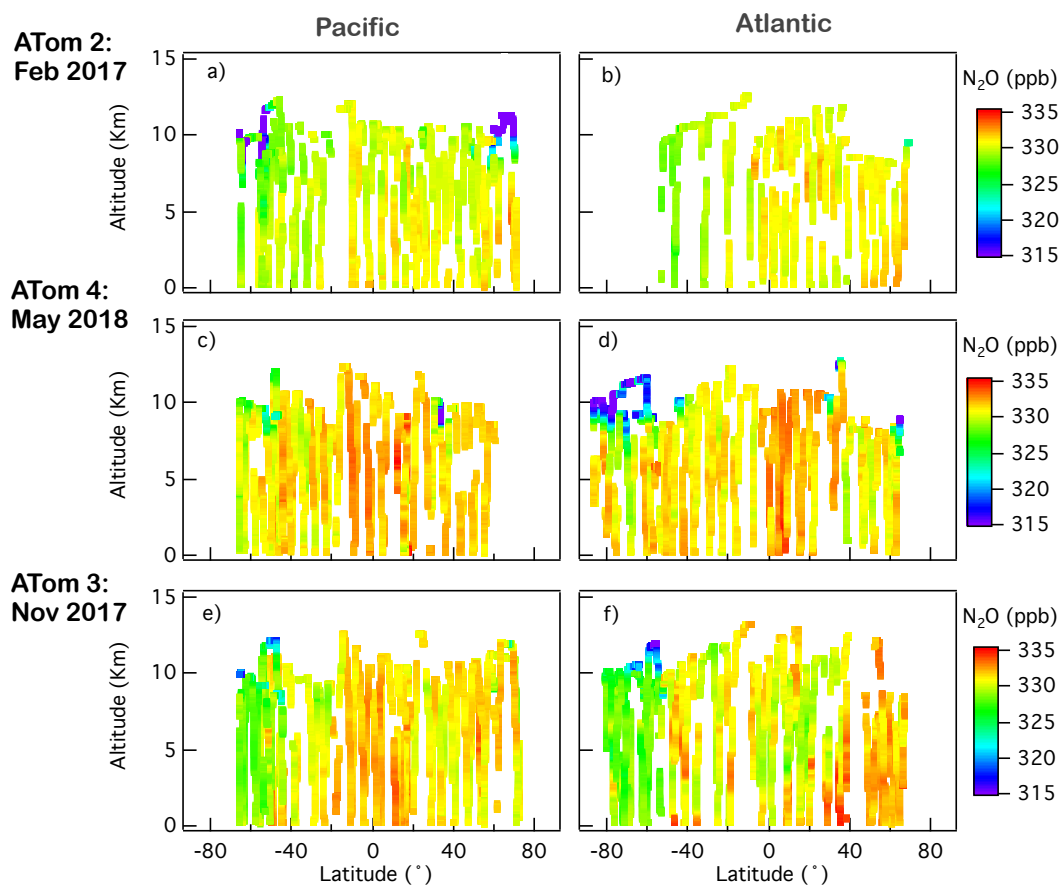 Pacific Atlantic
ATom 2:
Feb 2017
a) b)
N₂O (ppb)
15
10
5
0
Altitude (Km)
335
330
325
320
315
ATom 4:
May 2018
c) d)
N₂O (ppb)
15
10
5
0
Altitude (Km)
335
330
325
320
315
ATom 3:
Nov 2017
e) f)
N₂O (ppb)
15
10
5
0
Altitude (Km)
335
330
325
320
315
-80 -40 0 40 80 -80 -40 0 40 80
Latitude (°) Latitude (°)